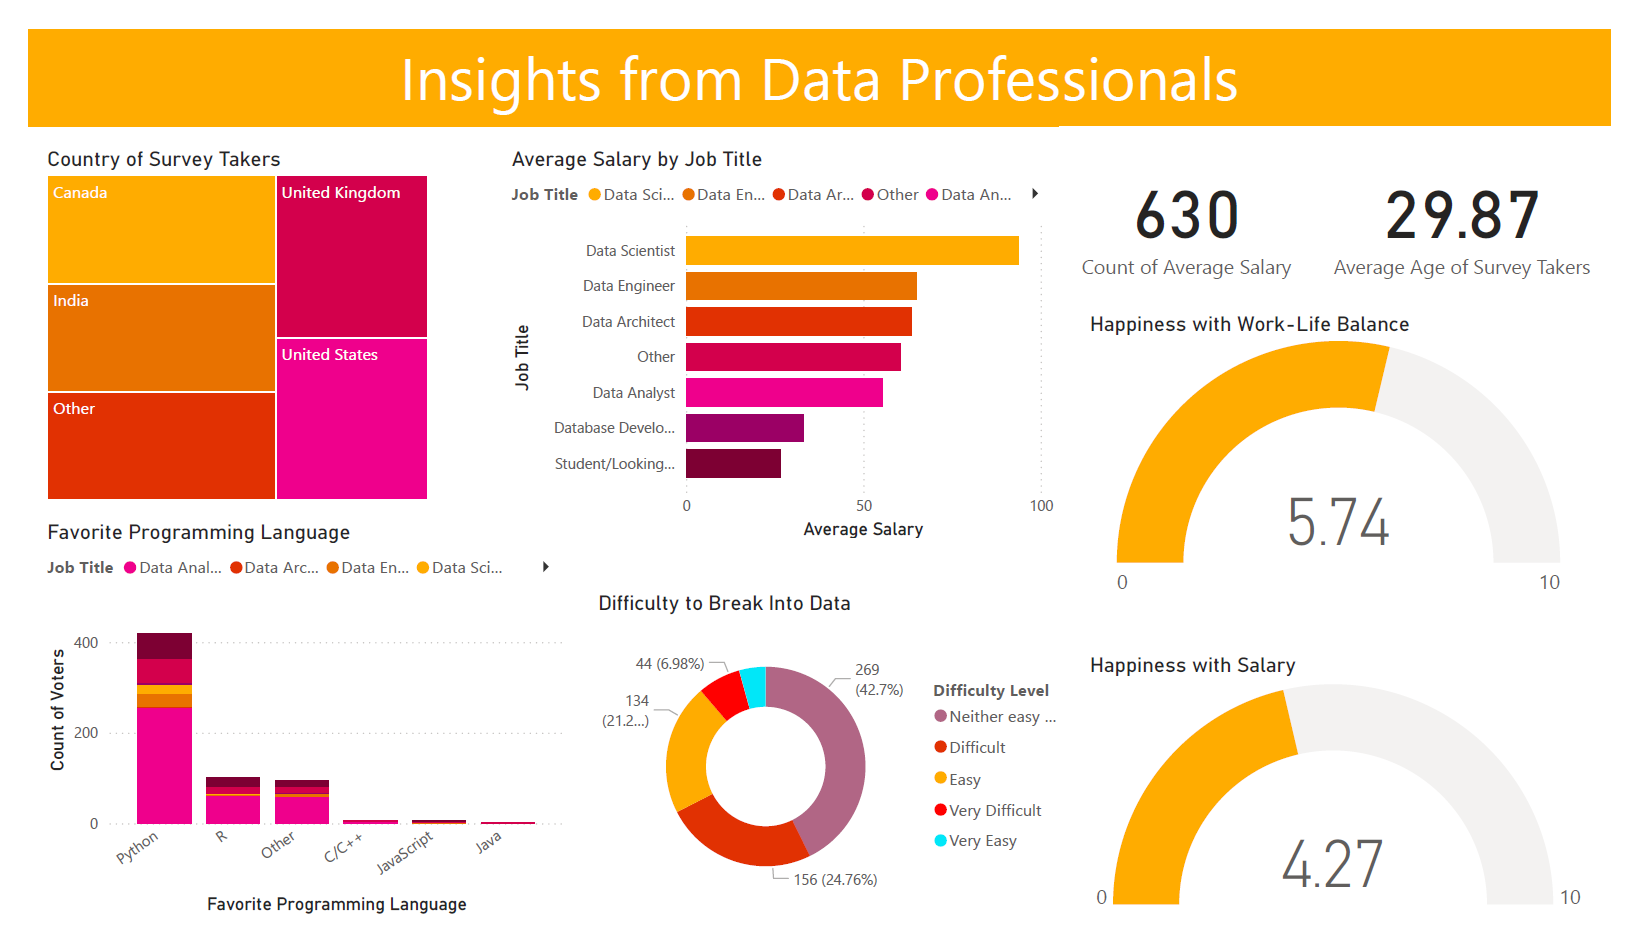 Insights from Data Professionals
Country of Survey Takers
Canada
United Kingdom
India
United States
Other
Average Salary by Job Title
Job Title Data Sci... Data En... Data Ar... Other Data An...
Job Title
Data Scientist
Data Engineer
Data Architect
Other
Data Analyst
Database Develo...
Student/Looking...
0 50 100
Average Salary
630
Count of Average Salary
29.87
Average Age of Survey Takers
Happiness with Work-Life Balance
5.74
0 10
Favorite Programming Language
Job Title Data Anal... Data Arc... Data En... Data Sci...
Count of Voters
400
200
0
Python R Other C/C++ JavaScript Java
Favorite Programming Language
Difficulty to Break Into Data
44 (6.98%)
269
(42.7%)
134
(21.2...)
156 (24.76%)
Difficulty Level
Neither easy ...
Difficult
Easy
Very Difficult
Very Easy
Happiness with Salary
4.27
0 10